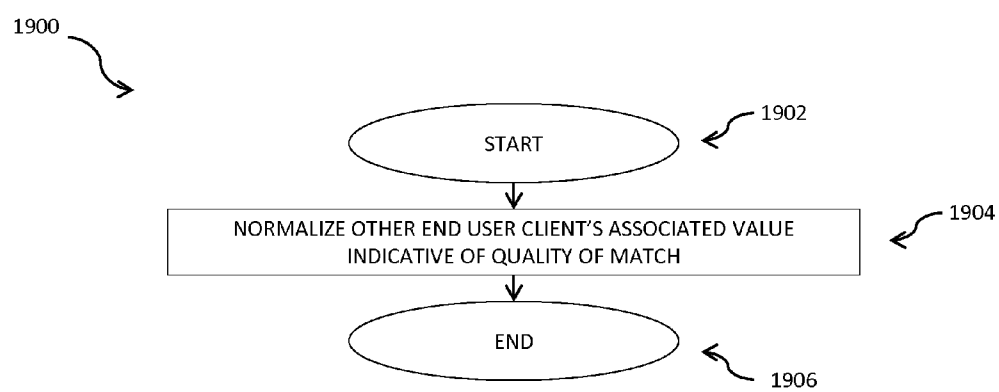 1900
1902
START
1904
NORMALIZE OTHER END USER CLIENT'S ASSOCIATED VALUE
INDICATIVE OF QUALITY OF MATCH
END
1906